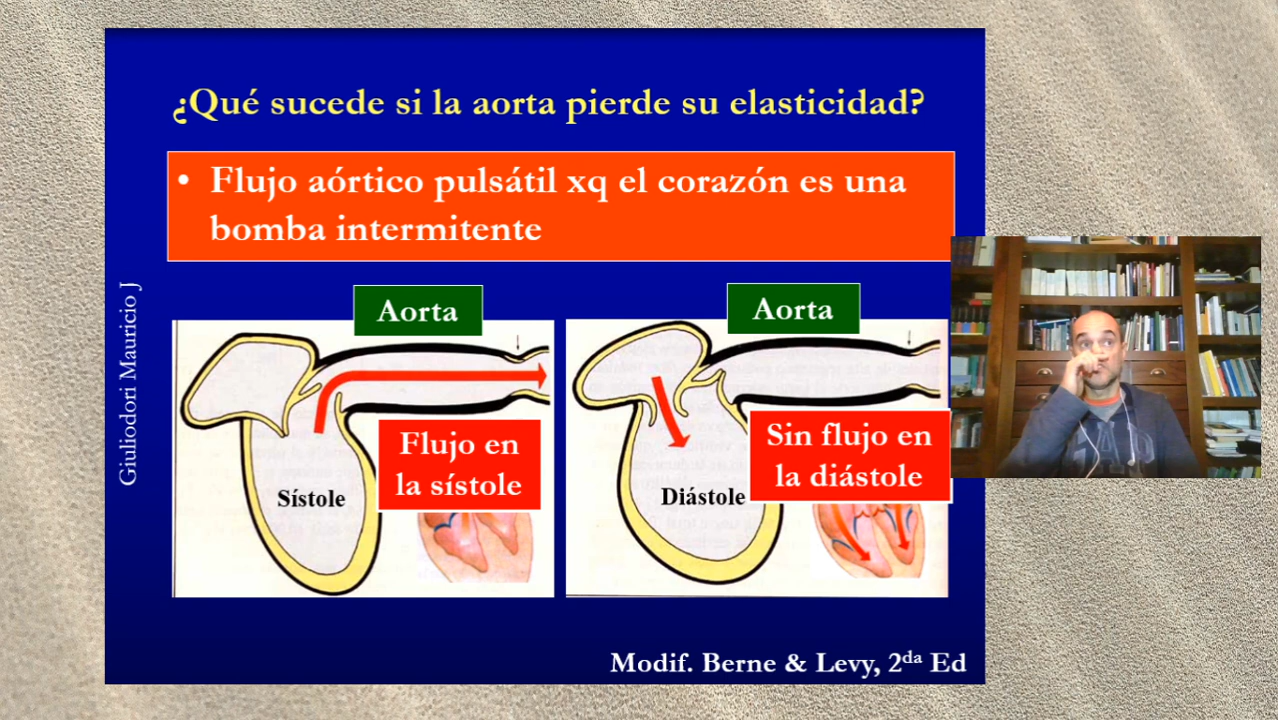 ¿Qué sucede si la aorta pierde su elasticidad?
• Flujo aórtico pulsátil xq el corazón es una
bomba intermitente
Giuliodori Mauricio J
Aorta
Aorta
Flujo en
la sístole
Sístole
Sin flujo en
la diástole
Diástole
Modif. Berne & Levy, 2da Ed
GAP